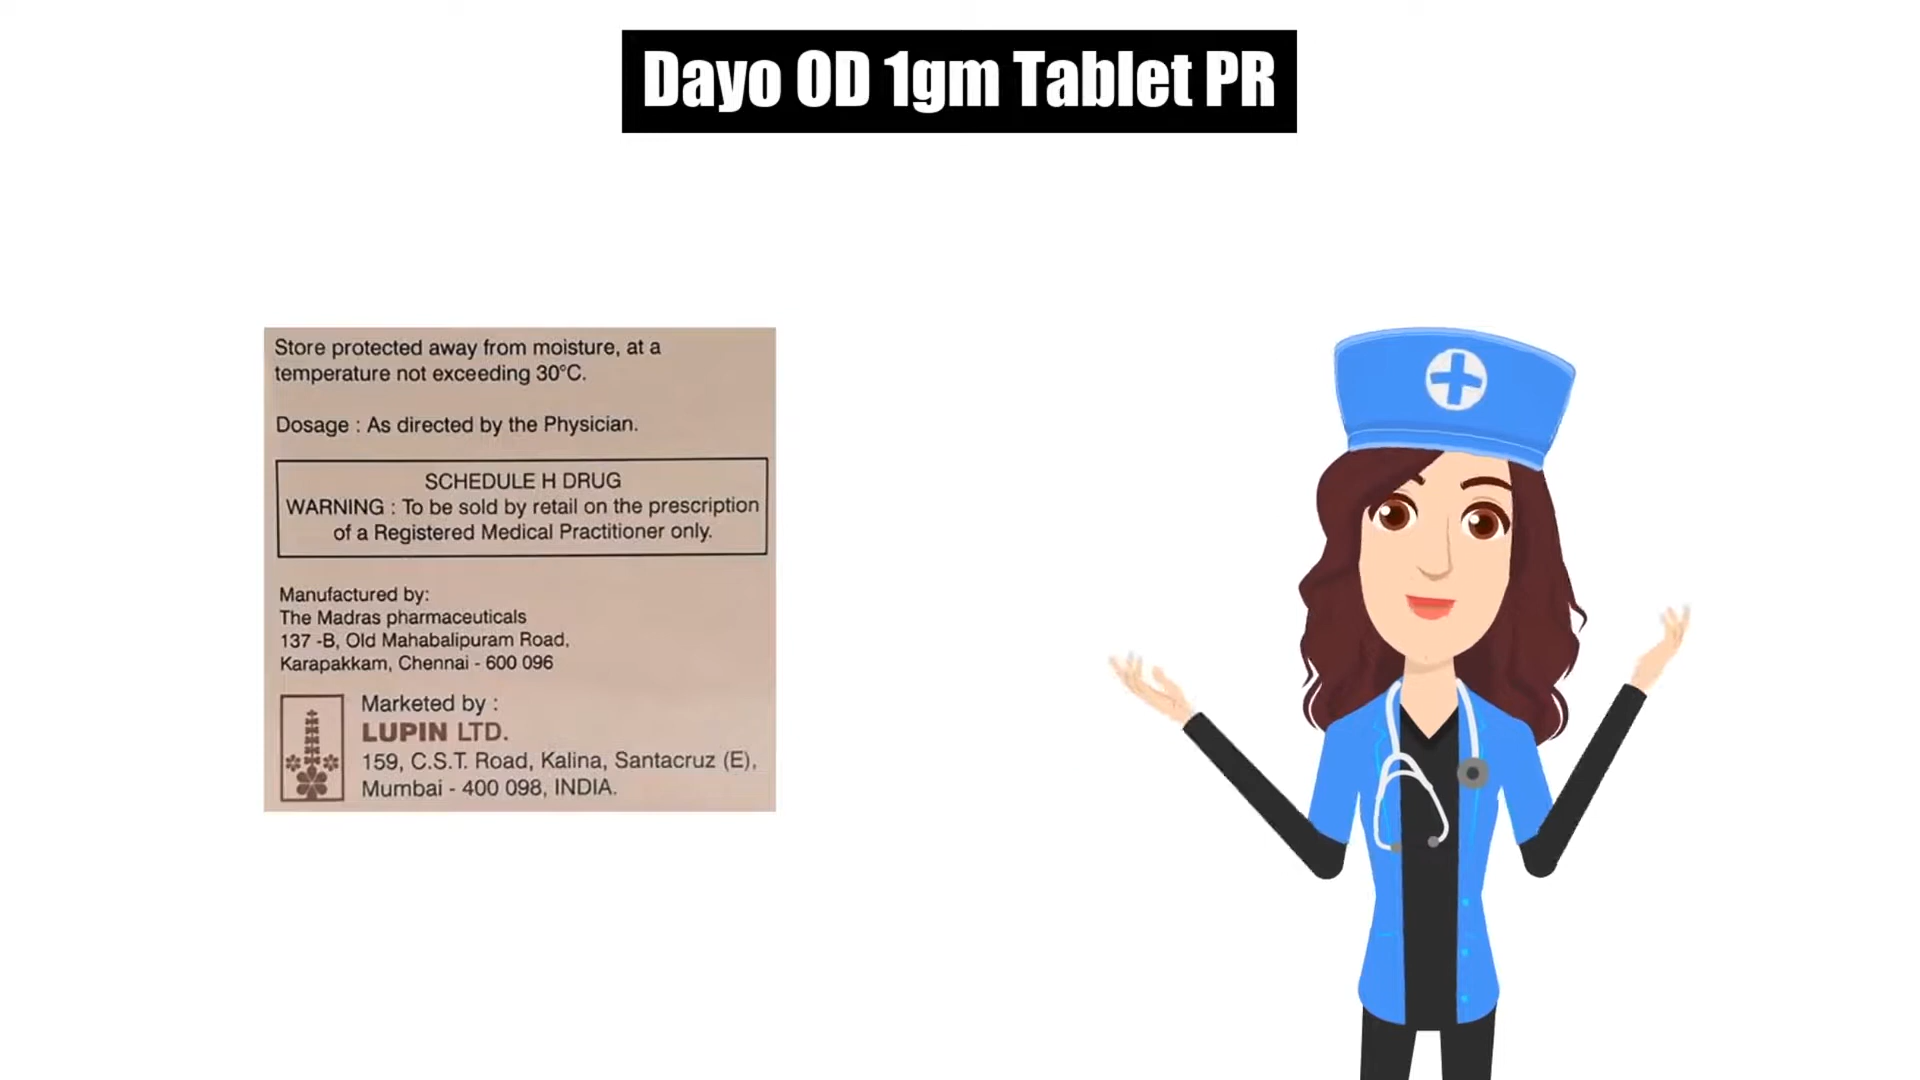 Dayo OD 1gm Tablet PR
Store protected away from moisture, at a
temperature not exceeding 30°C.
Dosage : As directed by the Physician.
SCHEDULE H DRUG
WARNING : To be sold by retail on the prescription
of a Registered Medical Practitioner only.
Manufactured by:
The Madras pharmaceuticals
137 -B, Old Mahabalipuram Road,
Karapakkam, Chennai - 600 096
Marketed by :
LUPIN LTD.
159, C.S.T. Road, Kalina, Santacruz (E),
Mumbai - 400 098, INDIA.